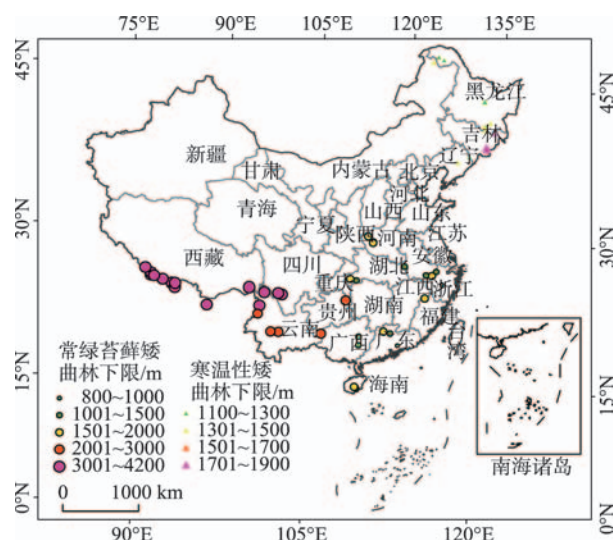 75°E 90°E 105°E 120°E 135°E
45°N 45°N
黑龙江
吉林
辽宁
新疆 甘肃 内蒙古 北京
河北
青海 山西 山东
宁夏
30°N 30°N
陕西 河南 江苏
西藏 四川 安徽
重庆 湖北
江西 浙江
贵州 湖南
云南 福建
广西 广东 台湾
15°N 15°N
海南
常绿苔藓矮曲林下限/m
800~1000
1001~1500
1501~2000
2001~3000
3001~4200
寒温性矮曲林下限/m
1100~1300
1301~1500
1501~1700
1701~1900
南海诸岛
0 1000 km
0°N 0°N
90°E 105°E 120°E